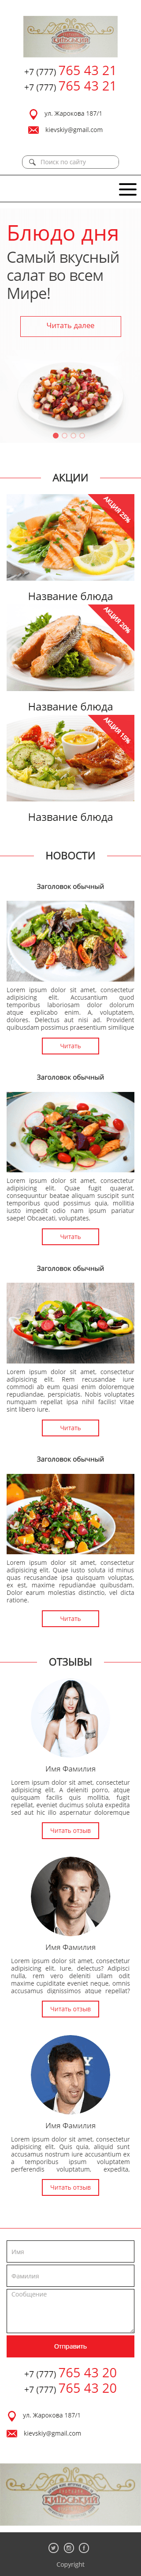 КИЇВСЬКИЙ
+7 (777) 765 43 21
+7 (777) 765 43 21
ул. Жарокова 187/1
kievskiy@gmail.com
Поиск по сайту
Блюдо дня
Самый вкусный
салат во всем
Мире!
Читать далее
АКЦИИ
АКЦИЯ 25%
Название блюда
АКЦИЯ 20%
Название блюда
АКЦИЯ 15%
Название блюда
НОВОСТИ
Заголовок обычный
Lorem ipsum dolor sit amet, consectetur
adipisicing elit. Accusantium quod
temporibus laboriosam dolor dolorum
atque explicabo enim. A, voluptatem,
dolores. Delectus aut nisi ad. Provident
quibusdam possimus praesentium similique
Читать
Заголовок обычный
Lorem ipsum dolor sit amet, consectetur
adipisicing elit. Quae fugit quaerat,
consequuntur beatae aliquam suscipit sunt
temporibus quod possimus quia, mollitia
iusto impedit odio nam ipsum pariatur
saepe! Obcaecati, voluptates.
Читать
Заголовок обычный
Lorem ipsum dolor sit amet, consectetur
adipisicing elit. Rem recusandae iure
commodi ab eum quasi enim doloremque
repudiandae. perspiciatis. Nobis voluptates
numquam repellat ipsa nihil facilis! Vitae
sint libero iure.
Читать
Заголовок обычный
Lorem ipsum dolor sit amet, consectetur
adipisicing elit. Quae iusto soluta id minus
quas recusandae ipsa quisquam voluptas,
ex est, maxime repudiandae quibusdam.
Dolor earum molestias distinctio, vel dicta
ratione.
Читать
ОТЗЫВЫ
Имя Фамилия
Lorem ipsum dolor sit amet, consectetur
adipisicing elit. A deleniti porro, atque
quisquam facilis quis mollitia, fugit
repellat, eveniet ducimus soluta expedita
sed aut hic illo aspernatur doloremque
Читать отзыв
Имя Фамилия
Lorem ipsum dolor sit amet, consectetur
adipisicing elit. Iure, delectus? Adipisci
nulla, rem vero deleniti ullam odit
maxime cupiditate eveniet neque. omnis
accusamus dignissimos atque repellat?
Читать отзыв
Имя Фамилия
Lorem ipsum dolor sit amet, consectetur
adipisicing elit. Quis quia, aliquid sunt
accusamus nostrum iure accusantium ex
a temporibus ipsum voluptatem
perferendis voluptatum, expedita,
Читать отзыв
Имя
Фамилия
Сообщение
Отправить
+7 (777) 765 43 20
+7 (777) 765 43 20
ул. Жарокова 187/1
kievskiy@gmail.com
КИЇВСЬКИЙ
Copyright